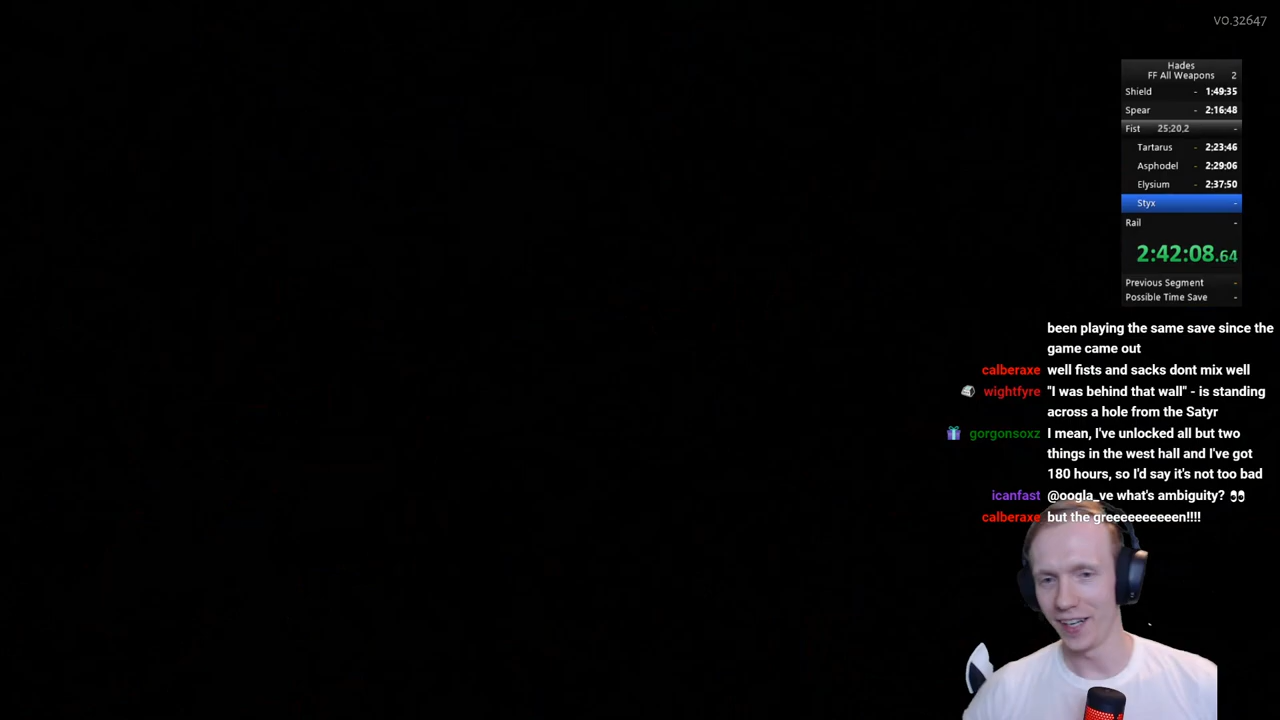 V0.32647
Hades
FF All Weapons 2
Shield - 1:49:35
Spear - 2:16:48
Fist 25:20,2 -
Tartarus - 2:23:46
Asphodel - 2:29:06
Elysium - 2:37:50
Styx -
Rail -
2:42:08.64
Previous Segment -
Possible Time Save -
been playing the same save since the
game came out
calberaxe well fists and sacks dont mix well
wightfyre "I was behind that wall" - is standing
across a hole from the Satyr
gorgonsoxz I mean, I've unlocked all but two
things in the west hall and I've got
180 hours, so I'd say it's not too bad
icanfast @oogla_ve what's ambiguity? 👀
calberaxe but the greeeeeeeeeen!!!!